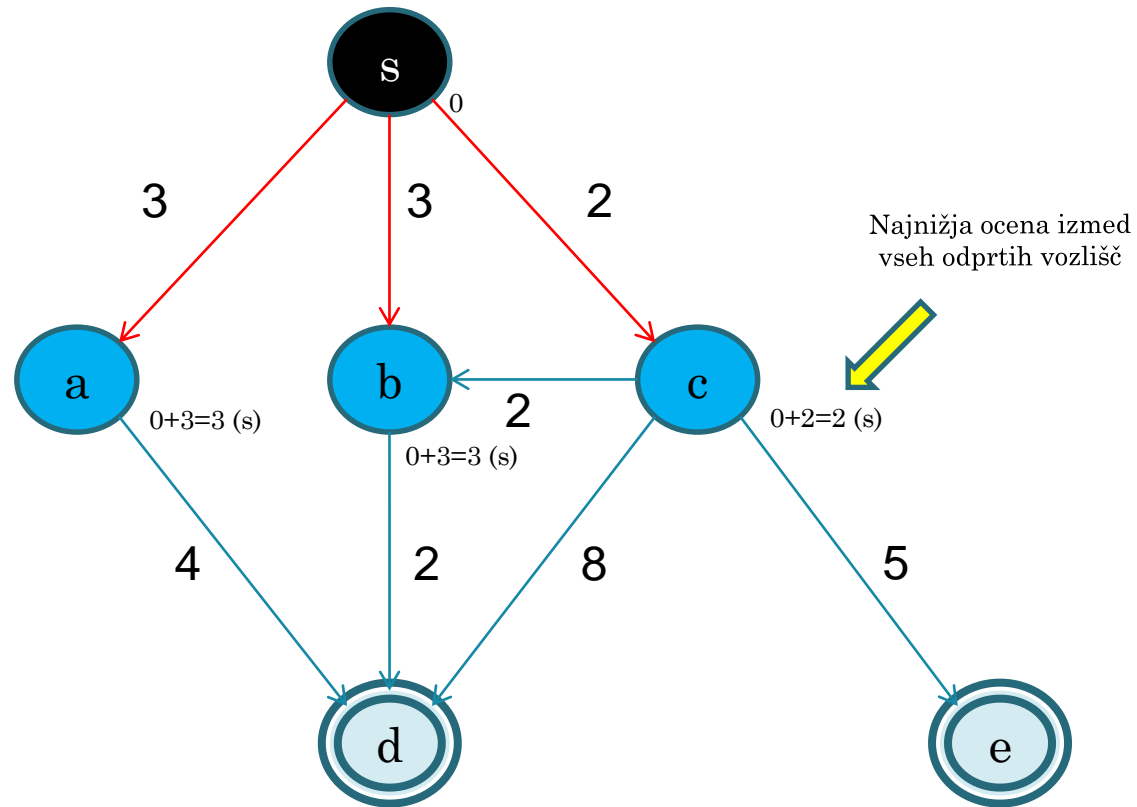 s
0
3
3
2
Najnižja ocena izmed
vseh odprtih vozlišč
a
b
c
0+3=3 (s)
2
0+2=2 (s)
0+3=3 (s)
4
2
8
5
d
e